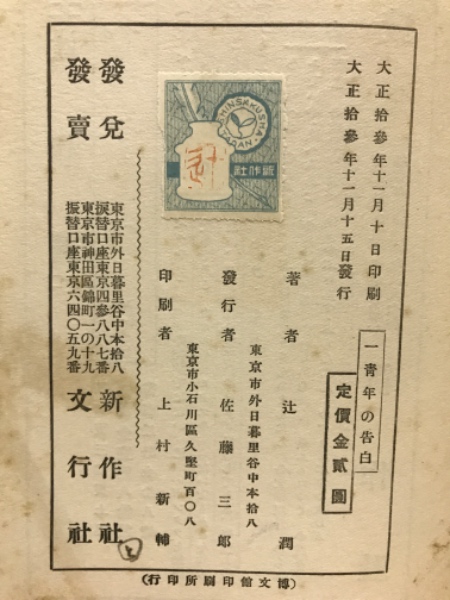 大正拾參年十一月十日印刷
大正拾參年十一月十五日發行
一靑年の告白
定價金貳圓
著者 辻潤
東京市外日暮里谷中本拾八
發行者 佐藤三郎
東京市小石川區久堅町百〇八
印刷者 上村新輔
SHINSAKUSHA
JAPAN
新作社
發兌 東京市外日暮里谷中本拾八 新作社
振替口座東京四參八八七番
發賣 東京市神田區錦町一の十九 文行社
振替口座東京六四〇五九番
上
(博文館印刷所印行)